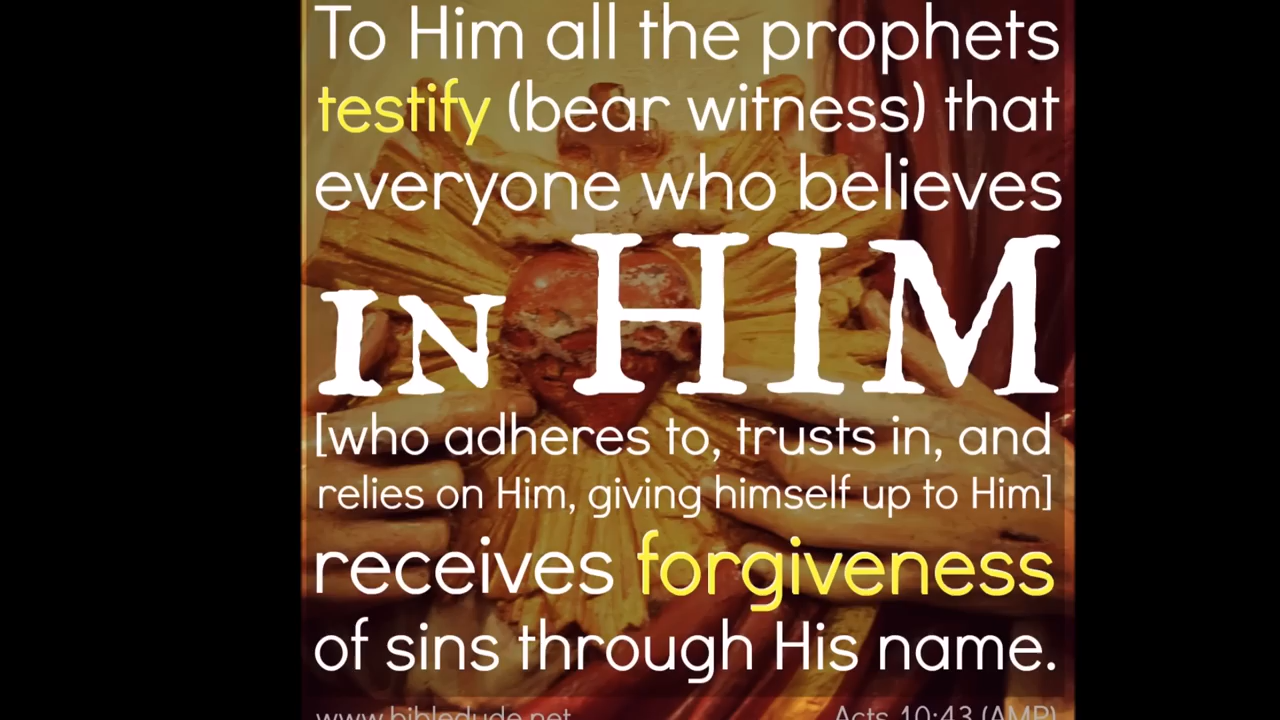 To Him all the prophets
testify (bear witness) that
everyone who believes
IN HIM
[who adheres to, trusts in, and
relies on Him, giving himself up to Him]
receives forgiveness
of sins through His name.
www.bibledude.net Acts 10:43 (AMP)